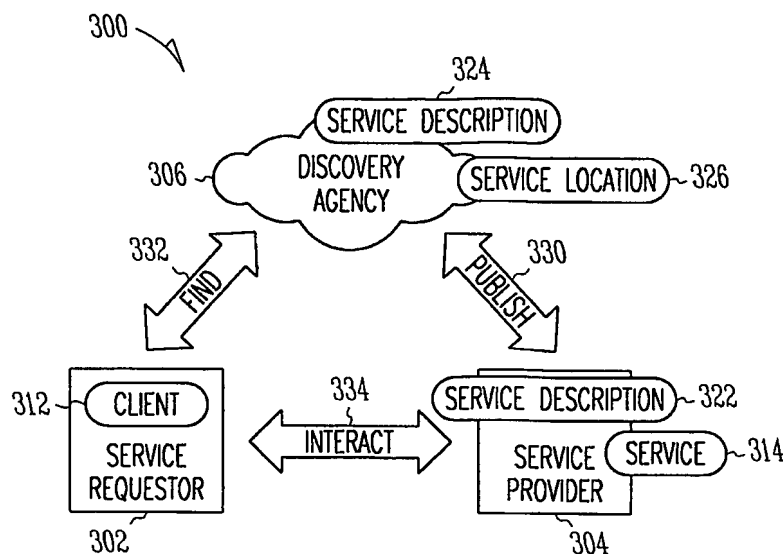 300
324
SERVICE DESCRIPTION
306
DISCOVERY
AGENCY
SERVICE LOCATION
326
332
FIND
330
PUBLISH
312
CLIENT
SERVICE
REQUESTOR
302
334
INTERACT
SERVICE DESCRIPTION
322
SERVICE
PROVIDER
SERVICE
314
304